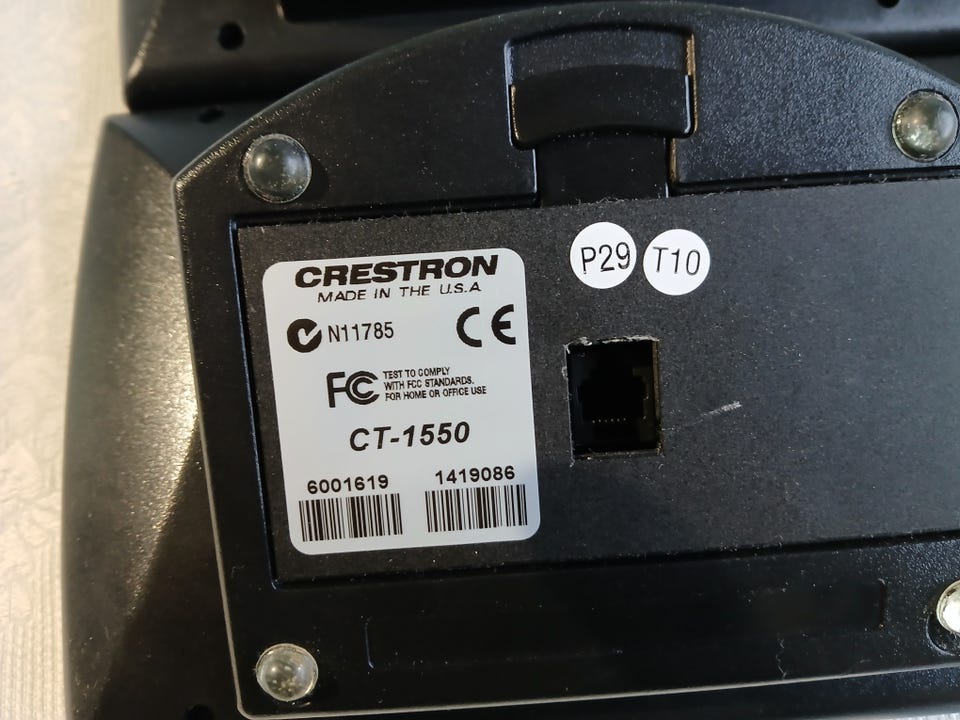 CRESTRON
MADE IN THE U.S.A
N11785
CE
FC
TEST TO COMPLY
WITH FCC STANDARDS.
FOR HOME OR OFFICE USE
CT-1550
6001619
1419086
P29
T10